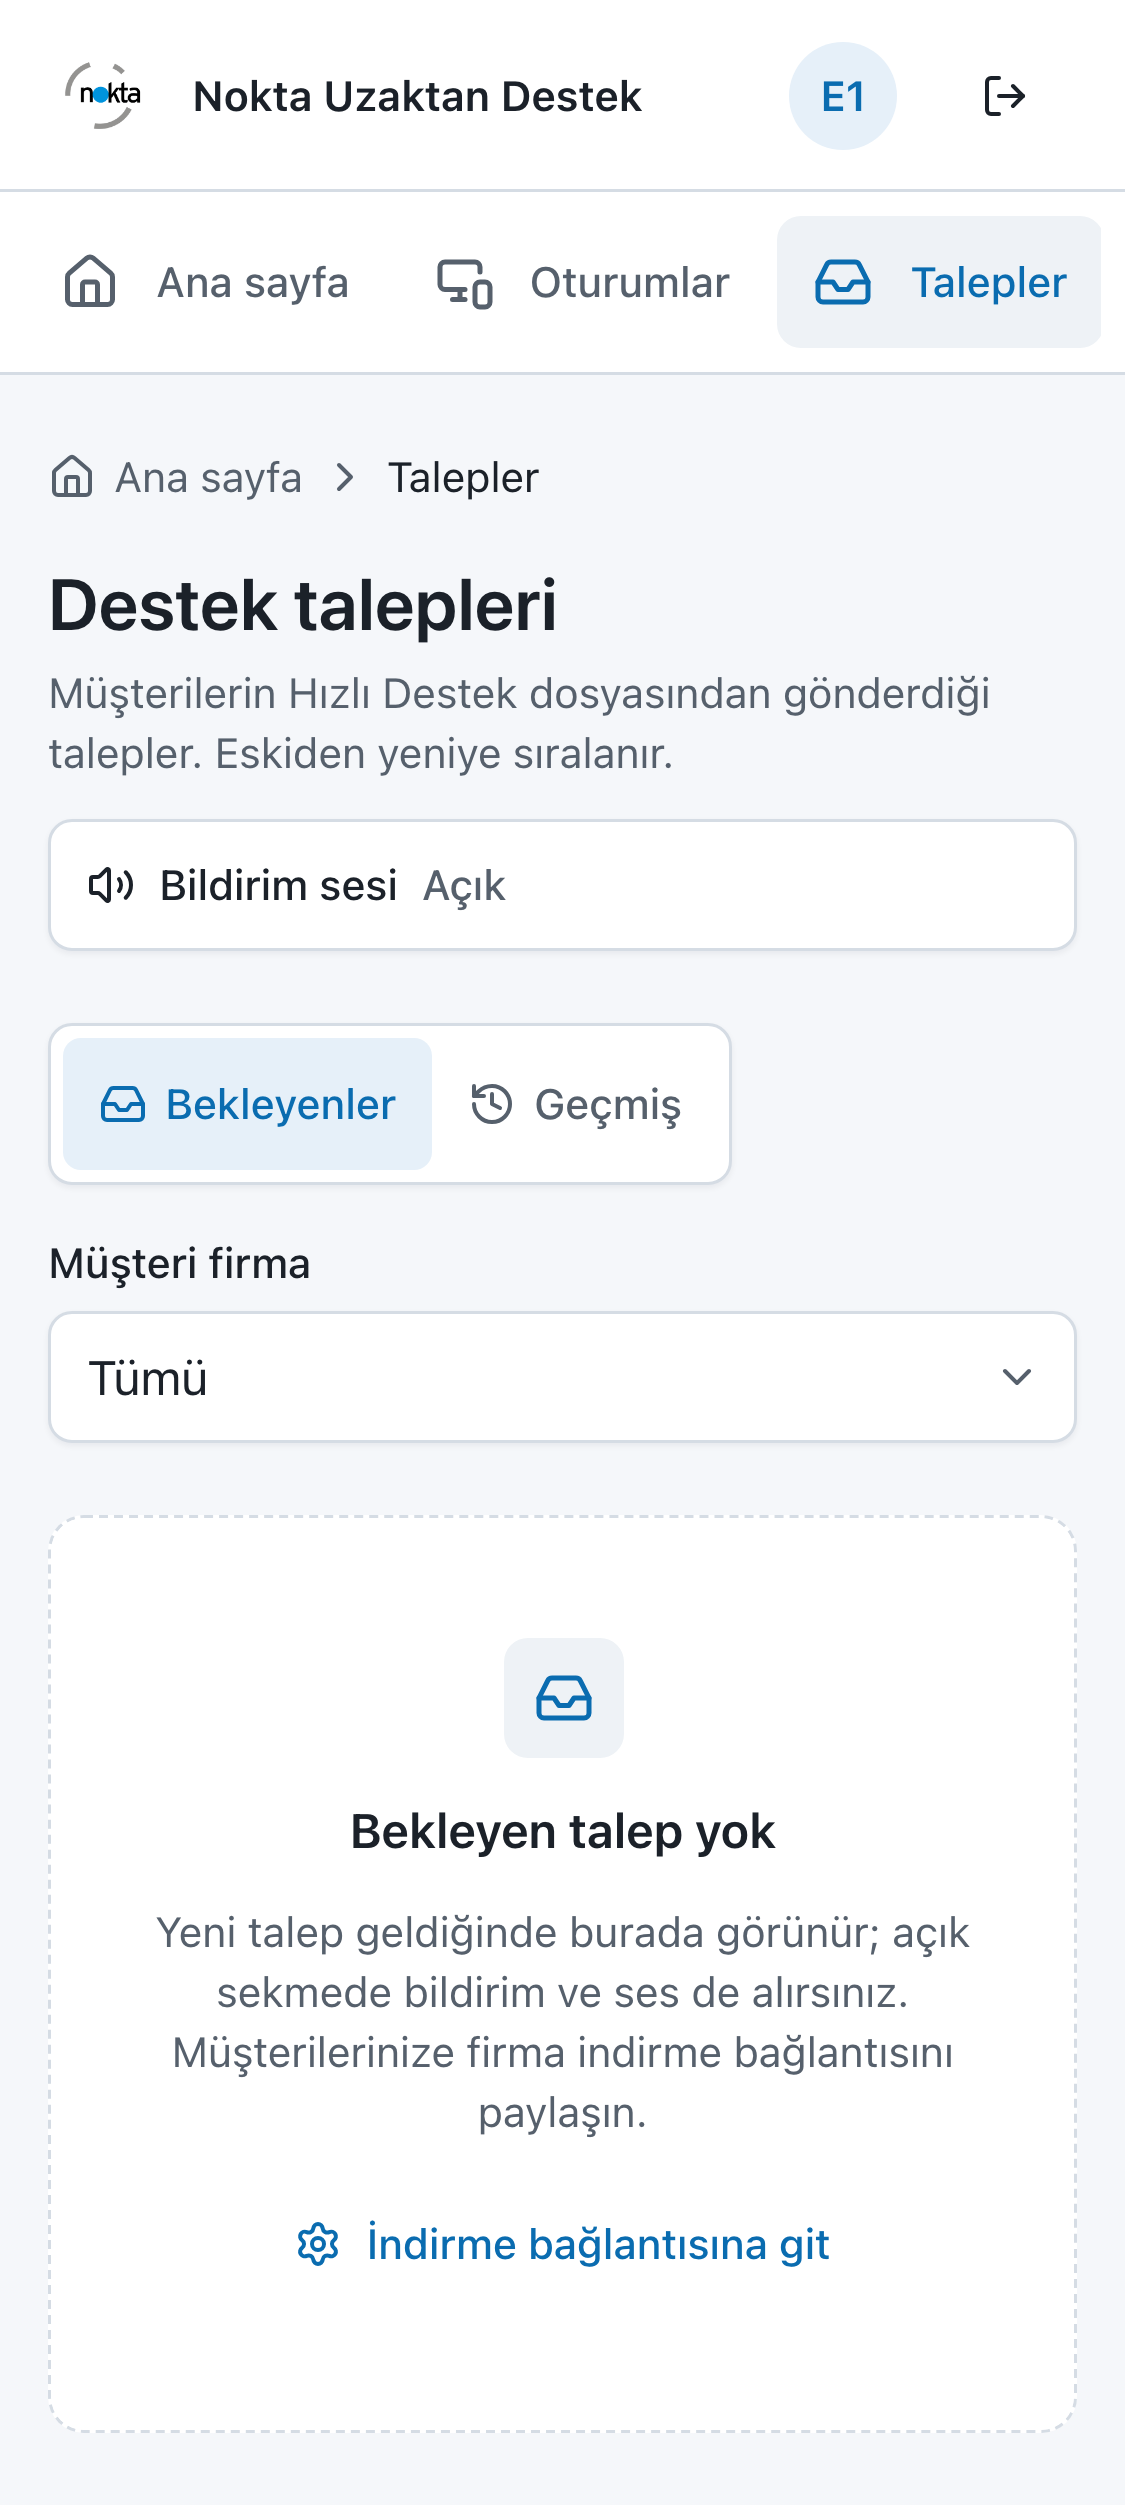 nokta
Nokta Uzaktan Destek
E1
Ana sayfa
Oturumlar
Talepler
Ana sayfa
Talepler
Destek talepleri
Müşterilerin Hızlı Destek dosyasından gönderdiği
talepler. Eskiden yeniye sıralanır.
Bildirim sesi Açık
Bekleyenler
Geçmiş
Müşteri firma
Tümü
Bekleyen talep yok
Yeni talep geldiğinde burada görünür; açık
sekmede bildirim ve ses de alırsınız.
Müşterilerinize firma indirme bağlantısını
paylaşın.
İndirme bağlantısına git